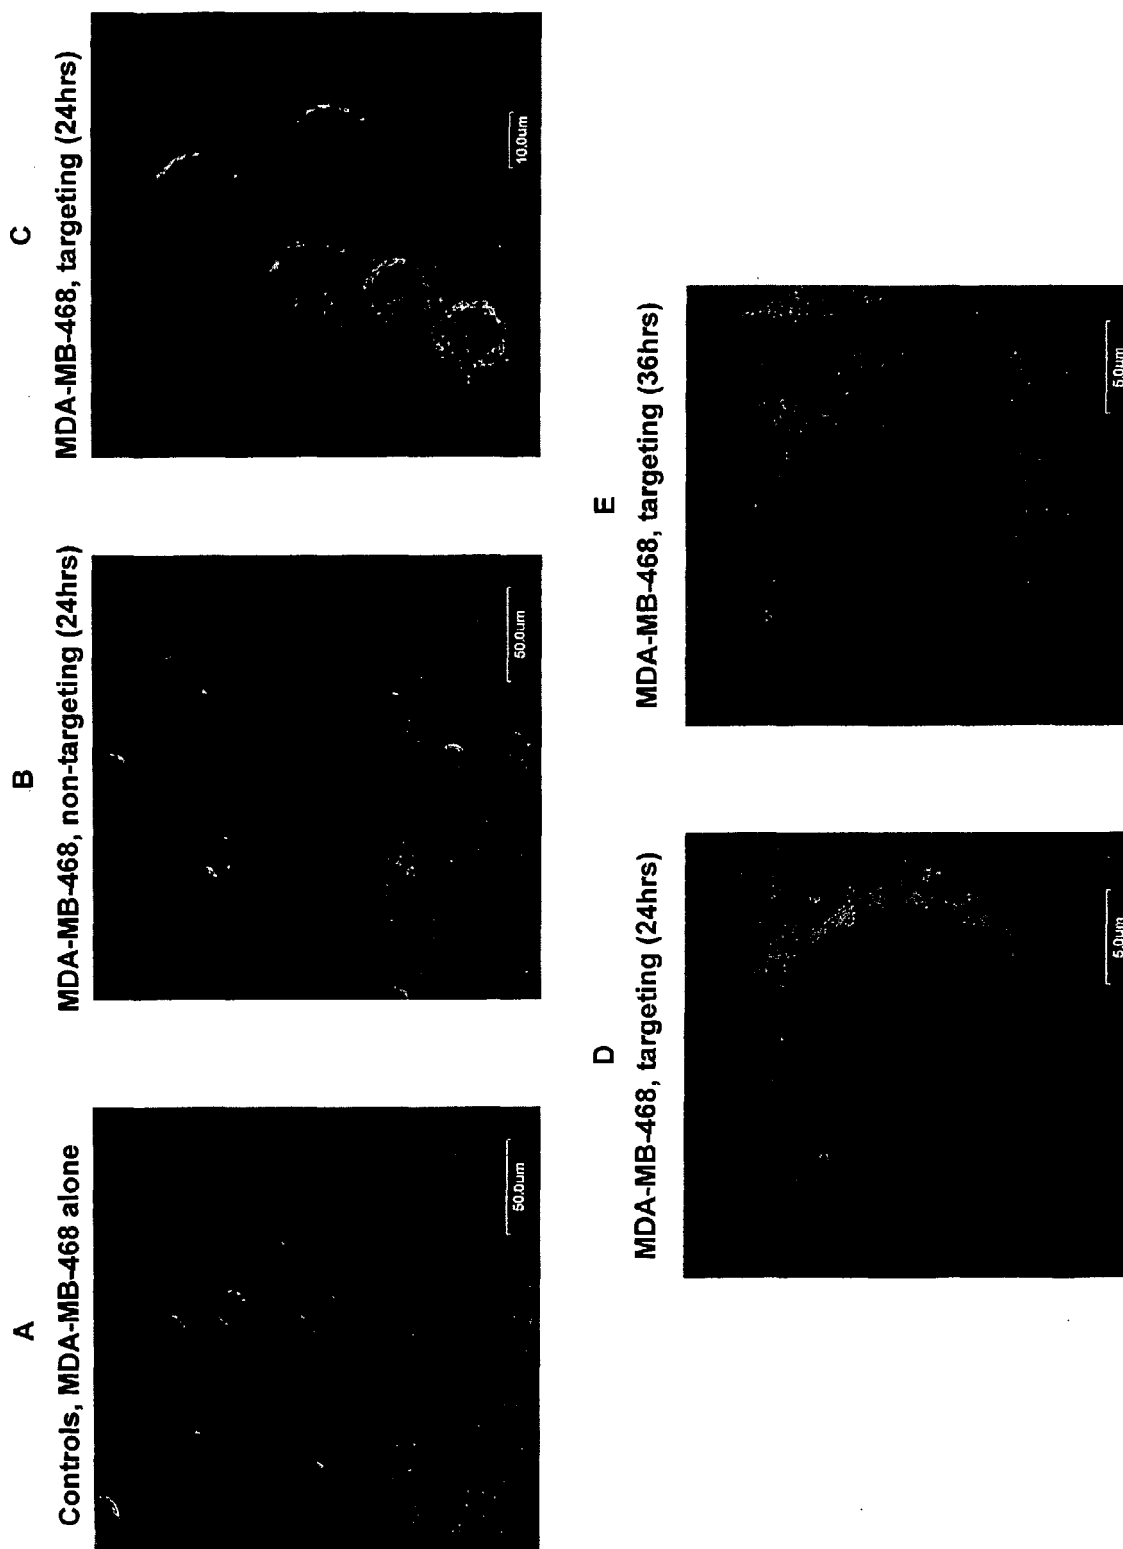 A
Controls, MDA-MB-468 alone
50.0um
B
MDA-MB-468, non-targeting (24hrs)
50.0um
C
MDA-MB-468, targeting (24hrs)
10.0um
D
MDA-MB-468, targeting (24hrs)
5.0um
E
MDA-MB-468, targeting (36hrs)
5.0um